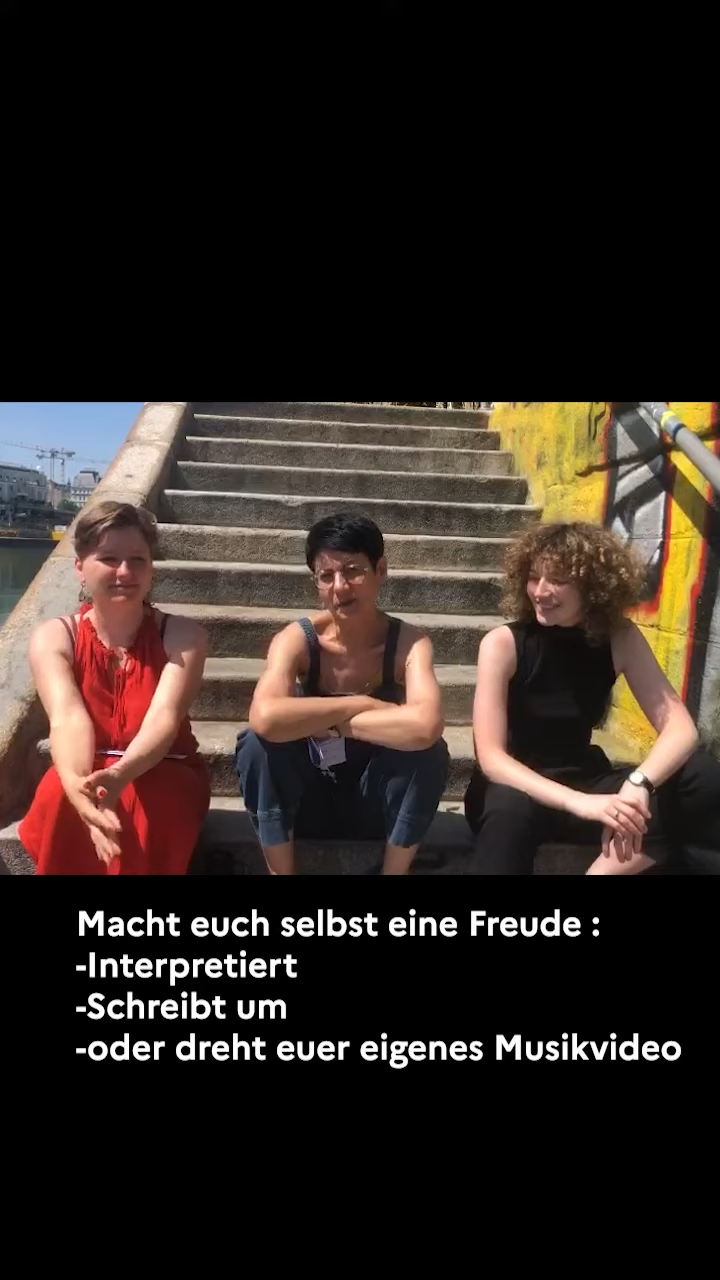 Macht euch selbst eine Freude :
-Interpretiert
-Schreibt um
-oder dreht euer eigenes Musikvideo